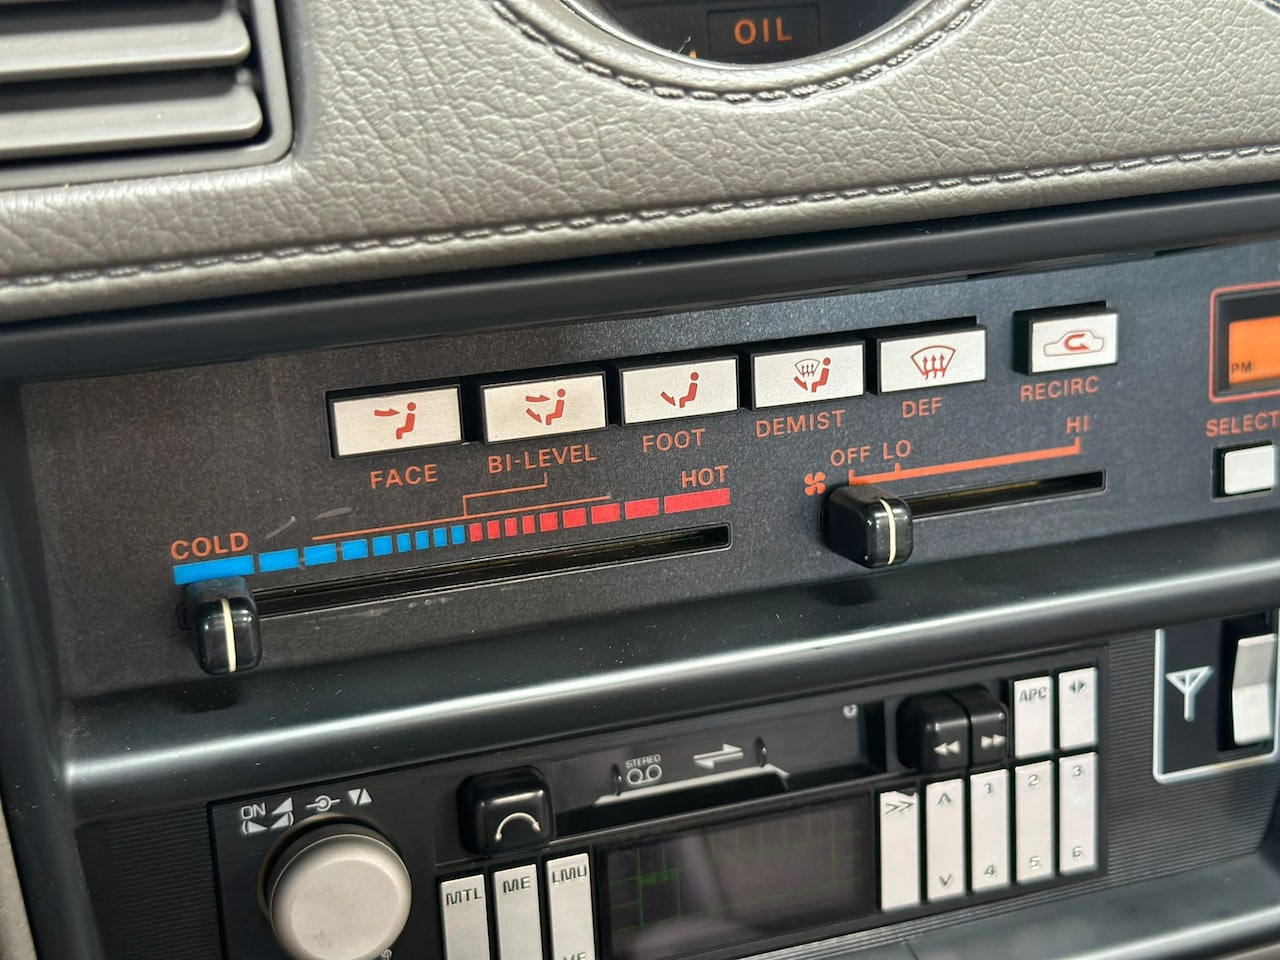 OIL
RECIRC
DEF
DEMIST
FOOT
BI-LEVEL
FACE
PM
SELECT
HI
OFF LO
HOT
COLD
APC
STEREO
ON
MTL
ME
LMU
1
2
3
4
5
6